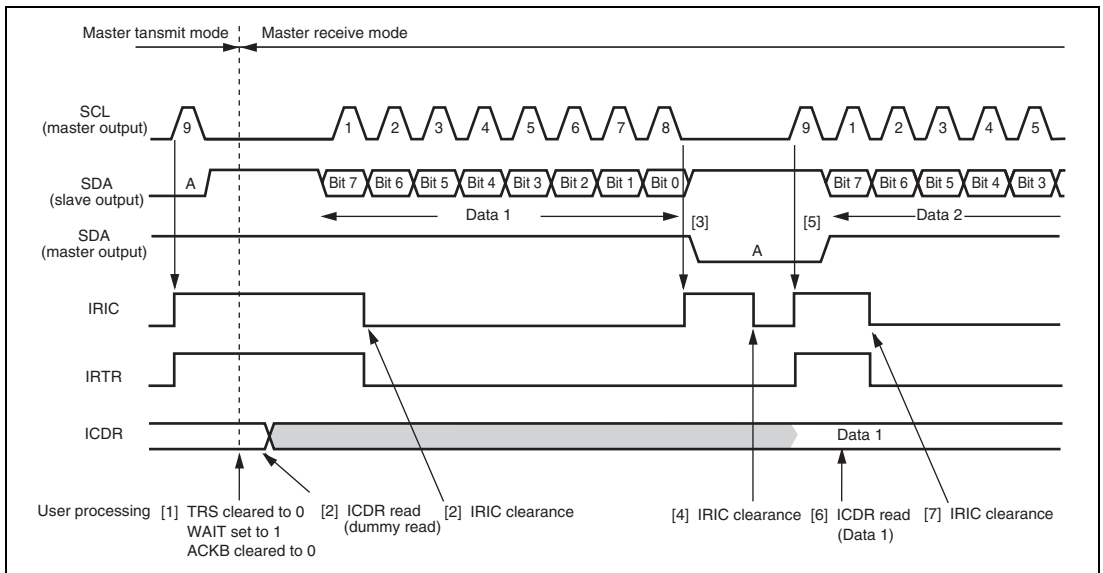 Master tansmit mode Master receive mode
SCL
(master output)
9 1 2 3 4 5 6 7 8 9 1 2 3 4 5
SDA
(slave output)
A Bit 7 Bit 6 Bit 5 Bit 4 Bit 3 Bit 2 Bit 1 Bit 0 Bit 7 Bit 6 Bit 5 Bit 4 Bit 3
Data 1 [3] [5] Data 2
SDA
(master output)
A
IRIC
IRTR
ICDR
Data 1
User processing [1] TRS cleared to 0
WAIT set to 1
ACKB cleared to 0
[2] ICDR read
(dummy read)
[2] IRIC clearance
[4] IRIC clearance
[6] ICDR read
(Data 1)
[7] IRIC clearance